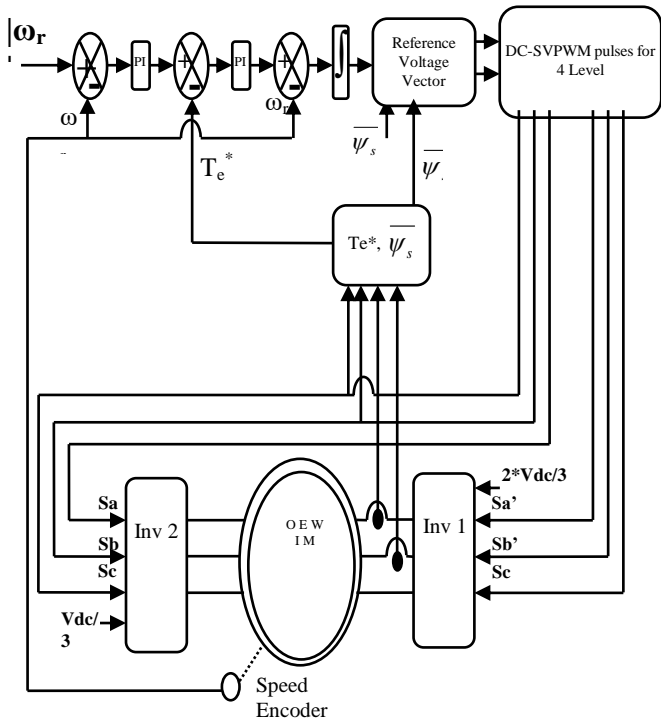 ωr
+
PI
+
PI
+
∫
Reference
Voltage
Vector
DC-SVPWM pulses for
4 Level
ω
ωr
Te*
ψs
ψ
Te*, ψs
2*Vdc/3
Sa
Sa'
Inv 2
O E W
I M
Inv 1
Sb
Sb'
Sc
Sc
Vdc/
3
Speed
Encoder